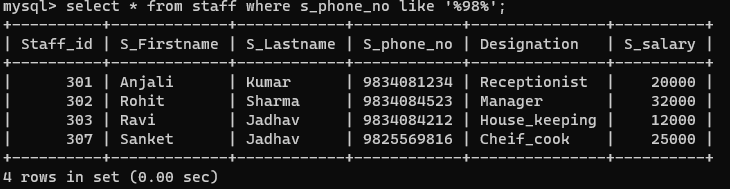 mysql> select * from staff where s_phone_no like '%98%';
+----------+-------------+------------+------------+---------------+----------+
| Staff_id | S_Firstname | S_Lastname | S_phone_no | Designation   | S_salary |
+----------+-------------+------------+------------+---------------+----------+
|      301 | Anjali      | Kumar      | 9834081234 | Receptionist  |    20000 |
|      302 | Rohit       | Sharma     | 9834084523 | Manager       |    32000 |
|      303 | Ravi        | Jadhav     | 9834084212 | House_keeping |    12000 |
|      307 | Sanket      | Jadhav     | 9825569816 | Cheif_cook    |    25000 |
+----------+-------------+------------+------------+---------------+----------+
4 rows in set (0.00 sec)